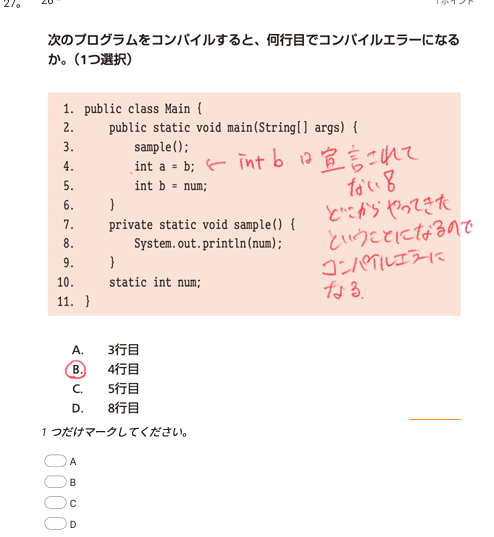 27。
1ポイント
次のプログラムをコンパイルすると、何行目でコンパイルエラーになる
か。（1つ選択）
1. public class Main {
2. public static void main(String[] args) {
3. sample();
4. int a = b; ← int b は宣言されて
5. int b = num; ない為
6. } どこからやってきた
7. private static void sample() { ということになるので
8. System.out.println(num); コンパイルエラーに
9. } なる.
10. static int num;
11. }
A. 3行目
B. 4行目
C. 5行目
D. 8行目
1 つだけマークしてください。
A
B
C
D